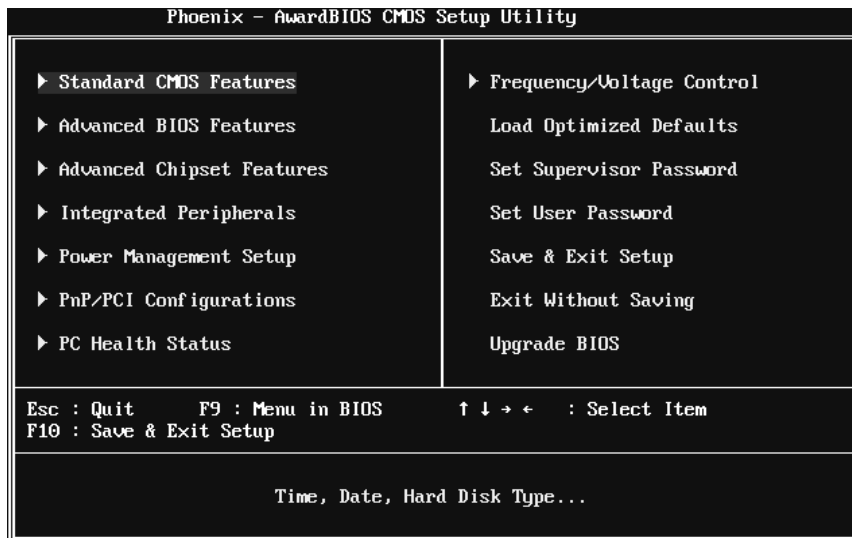 Phoenix - AwardBIOS CMOS Setup Utility
Standard CMOS Features
Advanced BIOS Features
Advanced Chipset Features
Integrated Peripherals
Power Management Setup
PnP/PCI Configurations
PC Health Status
Frequency/Voltage Control
Load Optimized Defaults
Set Supervisor Password
Set User Password
Save & Exit Setup
Exit Without Saving
Upgrade BIOS
Esc : Quit F9 : Menu in BIOS ↑ ↓ → ← : Select Item
F10 : Save & Exit Setup
Time, Date, Hard Disk Type...